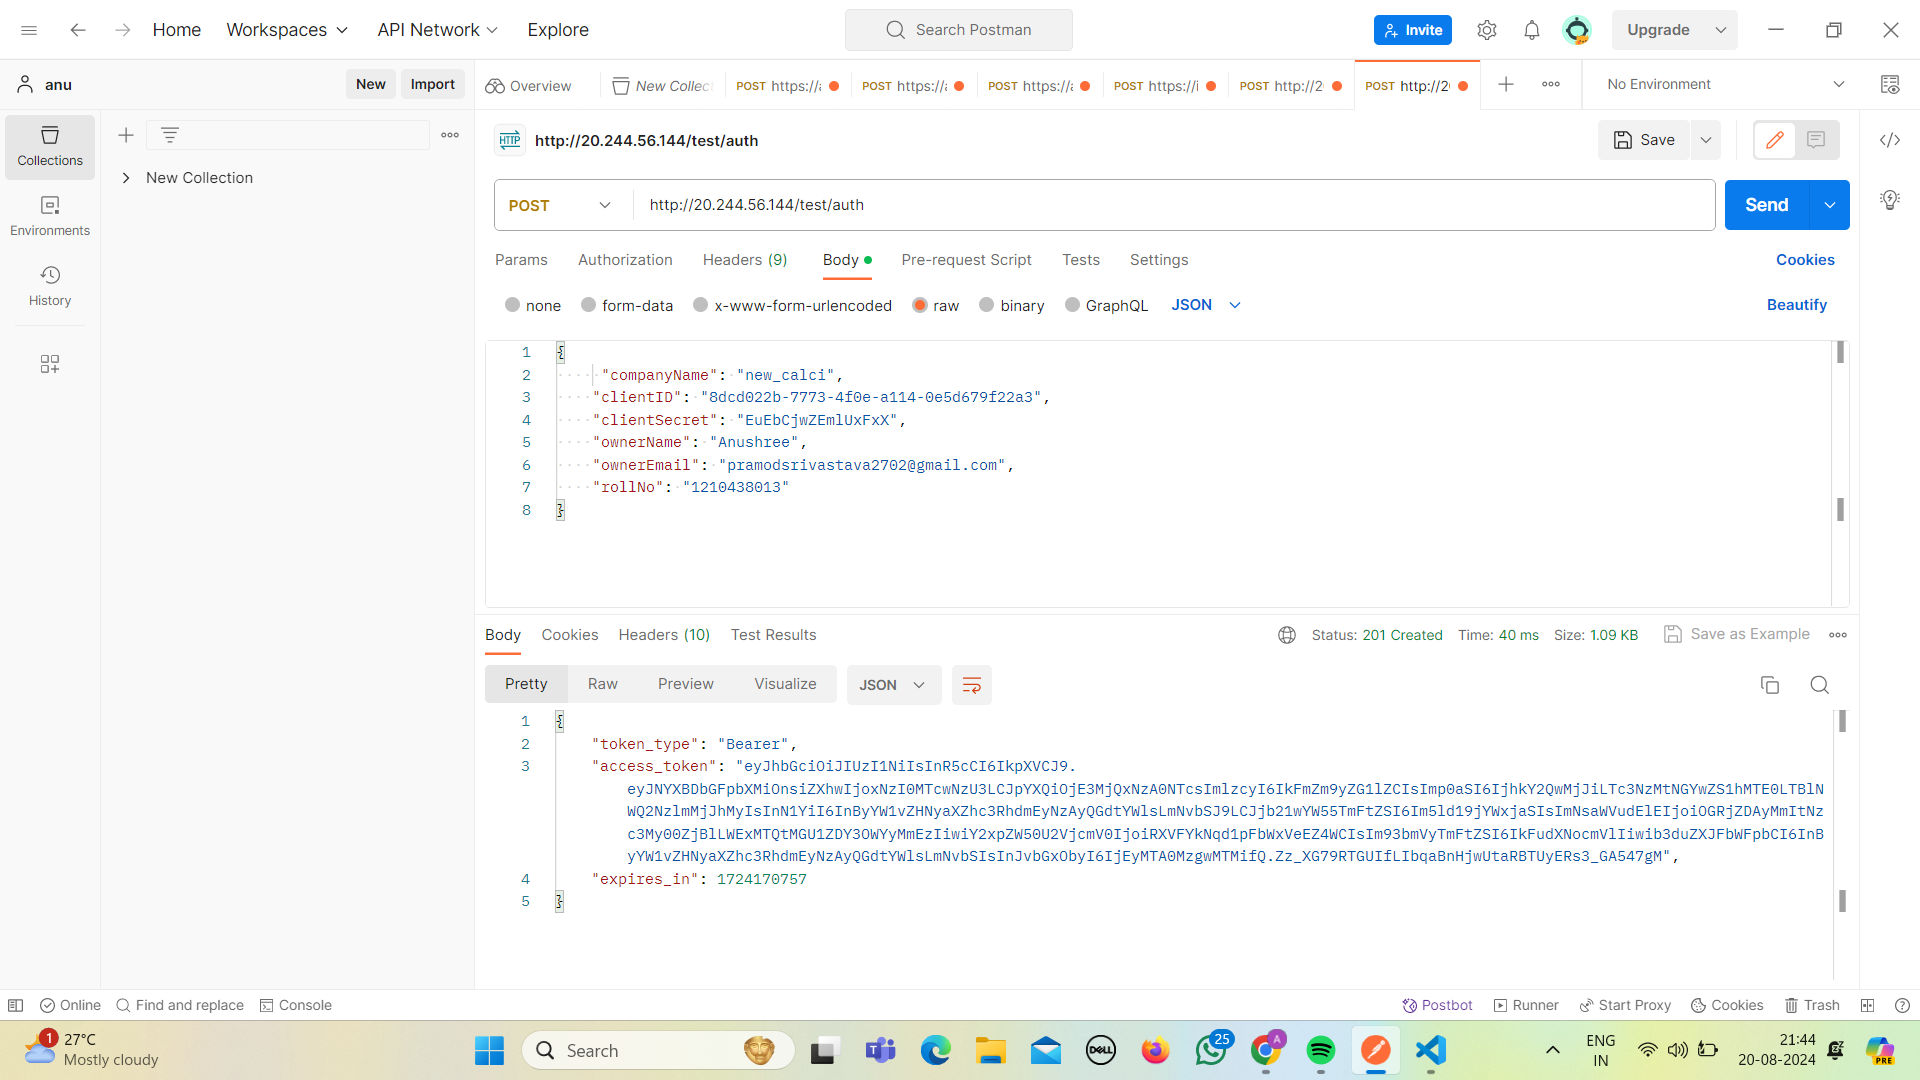 Home
Workspaces
API Network
Explore
Search Postman
Invite
Upgrade
anu
New
Import
Overview
New Collect
POST https://a
POST https://a
POST https://a
POST https://i
POST http://2
POST http://20
No Environment
Collections
Environments
History
New Collection
HTTP
http://20.244.56.144/test/auth
Save
POST
http://20.244.56.144/test/auth
Send
Params
Authorization
Headers (9)
Body
Pre-request Script
Tests
Settings
Cookies
none
form-data
x-www-form-urlencoded
raw
binary
GraphQL
JSON
Beautify
1 {
2 "companyName": "new_calci",
3 "clientID": "8dcd022b-7773-4f0e-a114-0e5d679f22a3",
4 "clientSecret": "EuEbCjwZEmlUxFxX",
5 "ownerName": "Anushree",
6 "ownerEmail": "pramodsrivastava2702@gmail.com",
7 "rollNo": "1210438013"
8 }
Body
Cookies
Headers (10)
Test Results
Status: 201 Created
Time: 40 ms
Size: 1.09 KB
Save as Example
Pretty
Raw
Preview
Visualize
JSON
1 {
2 "token_type": "Bearer",
3 "access_token": "eyJhbGciOiJIUzI1NiIsInR5cCI6IkpXVCJ9.
eyJNYXBDbGFpbXMiOnsiZXhwIjoxNzI0MTcwNzU3LCJpYXQiOjE3MjQxNzA0NTcsImlzcyI6IkFmZm9yZG1lZCIsImp0aSI6IjhkY2QwMjJiLTc3NzMtNGYwZS1hMTE0LTBlN
WQ2NzlmMjJhMyIsInN1YiI6InByYW1vZHNyaXZhc3RhdmEyNzAyQGdtYWlsLmNvbSJ9LCJjb21wYW55TmFtZSI6Im5ld19jYWxjaSIsImNsaWVudElEIjoiOGRjZDAyMmItNz
c3My00ZjBlLWExMTQtMGU1ZDY3OWYyMmEzIiwiY2xpZW50U2VjcmV0IjoiRXVFYkNqd1pFbWxVeEZ4WCIsIm93bmVyTmFtZSI6IkFudXNocmVlIiwib3duZXJFbWFpbCI6InB
yYW1vZHNyaXZhc3RhdmEyNzAyQGdtYWlsLmNvbSIsInJvbGxObyI6IjEyMTA0MzgwMTMifQ.Zz_XG79RTGUIfLIbqaBnHjwUtaRBTUyERs3_GA547gM",
4 "expires_in": 1724170757
5 }
Online
Find and replace
Console
Postbot
Runner
Start Proxy
Cookies
Trash
1
27°C
Mostly cloudy
Search
DELL
25
A
ENG
IN
21:44
20-08-2024
PRE